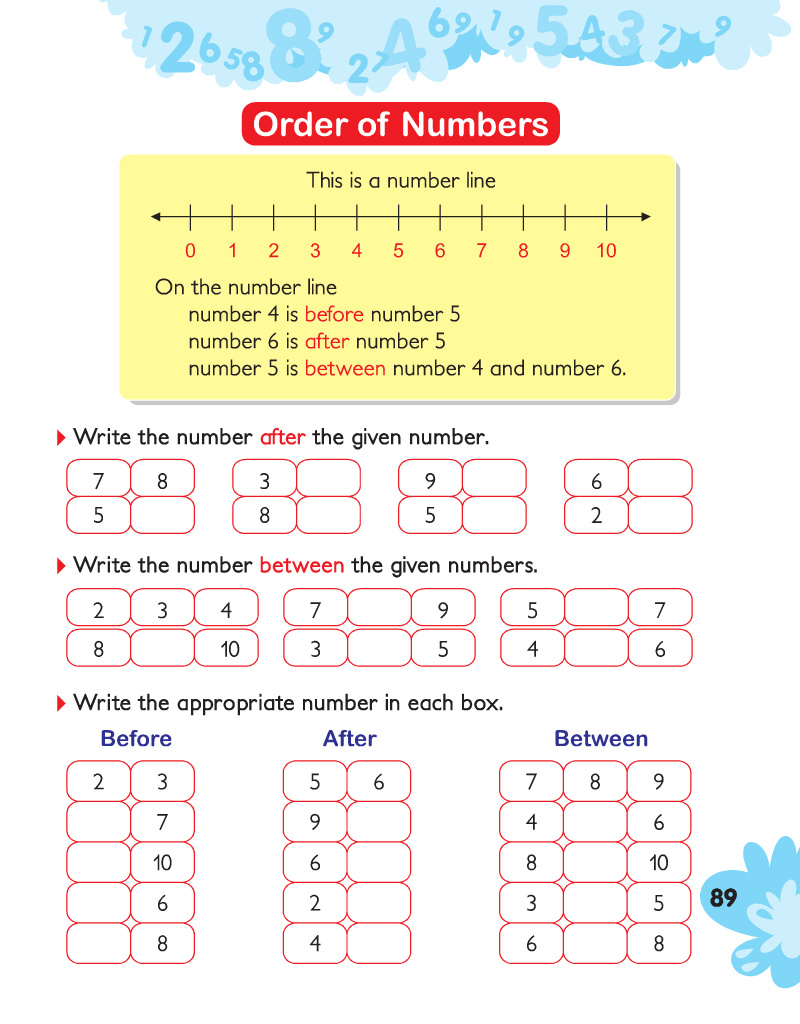 1 2 6 5 8 8 9 2 7 4 6 9 1 9 5 4 3 7 9
Order of Numbers
This is a number line
0 1 2 3 4 5 6 7 8 9 10
On the number line
number 4 is before number 5
number 6 is after number 5
number 5 is between number 4 and number 6.
Write the number after the given number.
7 8 3 9 6
5 8 5 2
Write the number between the given numbers.
2 3 4 7 9 5 7
8 10 3 5 4 6
Write the appropriate number in each box.
Before After Between
2 3 5 6 7 8 9
7 9 4 6
10 6 8 10
6 2 3 5
8 4 6 8
89